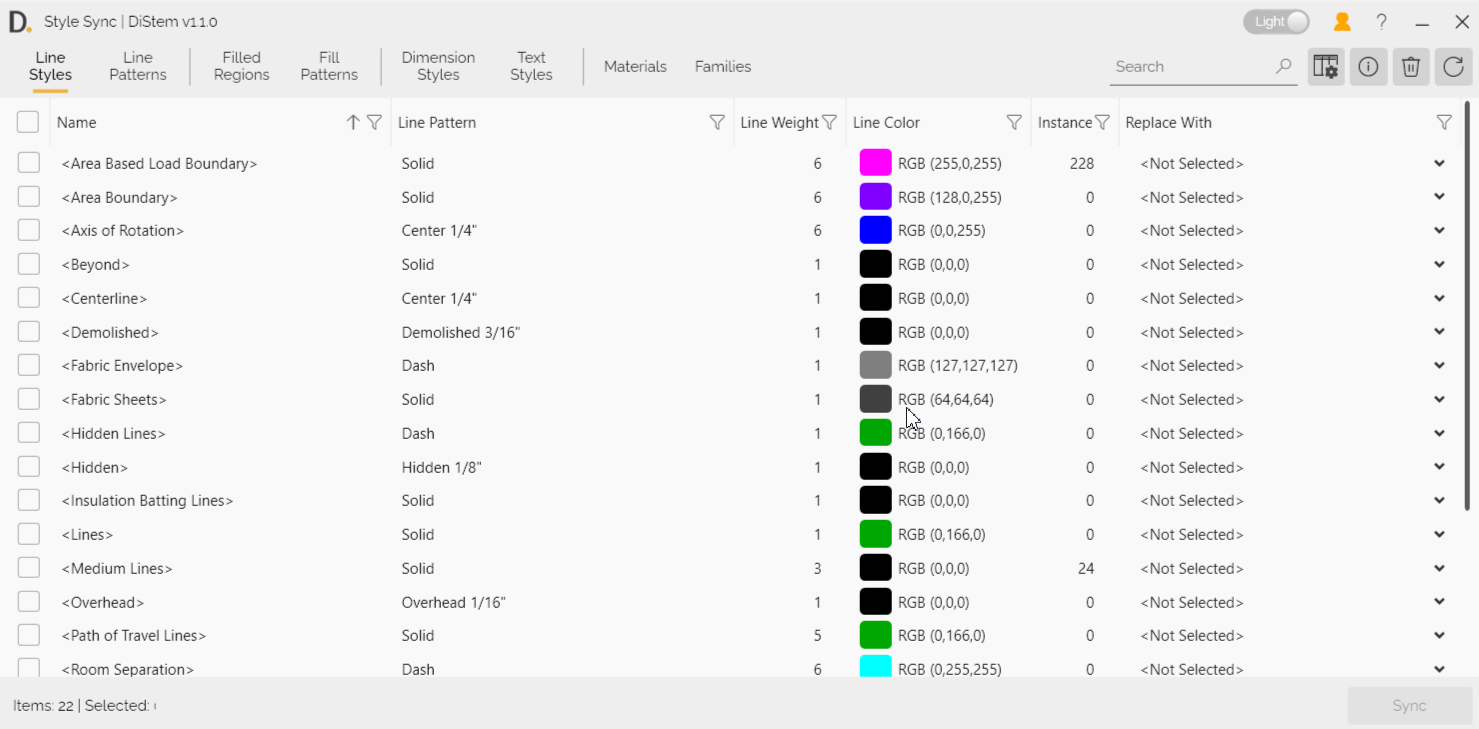 D. Style Sync | DiStem v1.1.0 Light ?
Line Styles Line Patterns Filled Regions Fill Patterns Dimension Styles Text Styles Materials Families Search
Name Line Pattern Line Weight Line Color Instance Replace With
<Area Based Load Boundary> Solid 6 RGB (255,0,255) 228 <Not Selected>
<Area Boundary> Solid 6 RGB (128,0,255) 0 <Not Selected>
<Axis of Rotation> Center 1/4" 6 RGB (0,0,255) 0 <Not Selected>
<Beyond> Solid 1 RGB (0,0,0) 0 <Not Selected>
<Centerline> Center 1/4" 1 RGB (0,0,0) 0 <Not Selected>
<Demolished> Demolished 3/16" 1 RGB (0,0,0) 0 <Not Selected>
<Fabric Envelope> Dash 1 RGB (127,127,127) 0 <Not Selected>
<Fabric Sheets> Solid 1 RGB (64,64,64) 0 <Not Selected>
<Hidden Lines> Dash 1 RGB (0,166,0) 0 <Not Selected>
<Hidden> Hidden 1/8" 1 RGB (0,0,0) 0 <Not Selected>
<Insulation Batting Lines> Solid 1 RGB (0,0,0) 0 <Not Selected>
<Lines> Solid 1 RGB (0,166,0) 0 <Not Selected>
<Medium Lines> Solid 3 RGB (0,0,0) 24 <Not Selected>
<Overhead> Overhead 1/16" 1 RGB (0,0,0) 0 <Not Selected>
<Path of Travel Lines> Solid 5 RGB (0,166,0) 0 <Not Selected>
<Room Separation> Dash 6 RGB (0,255,255) 0 <Not Selected>
Items: 22 | Selected: Sync